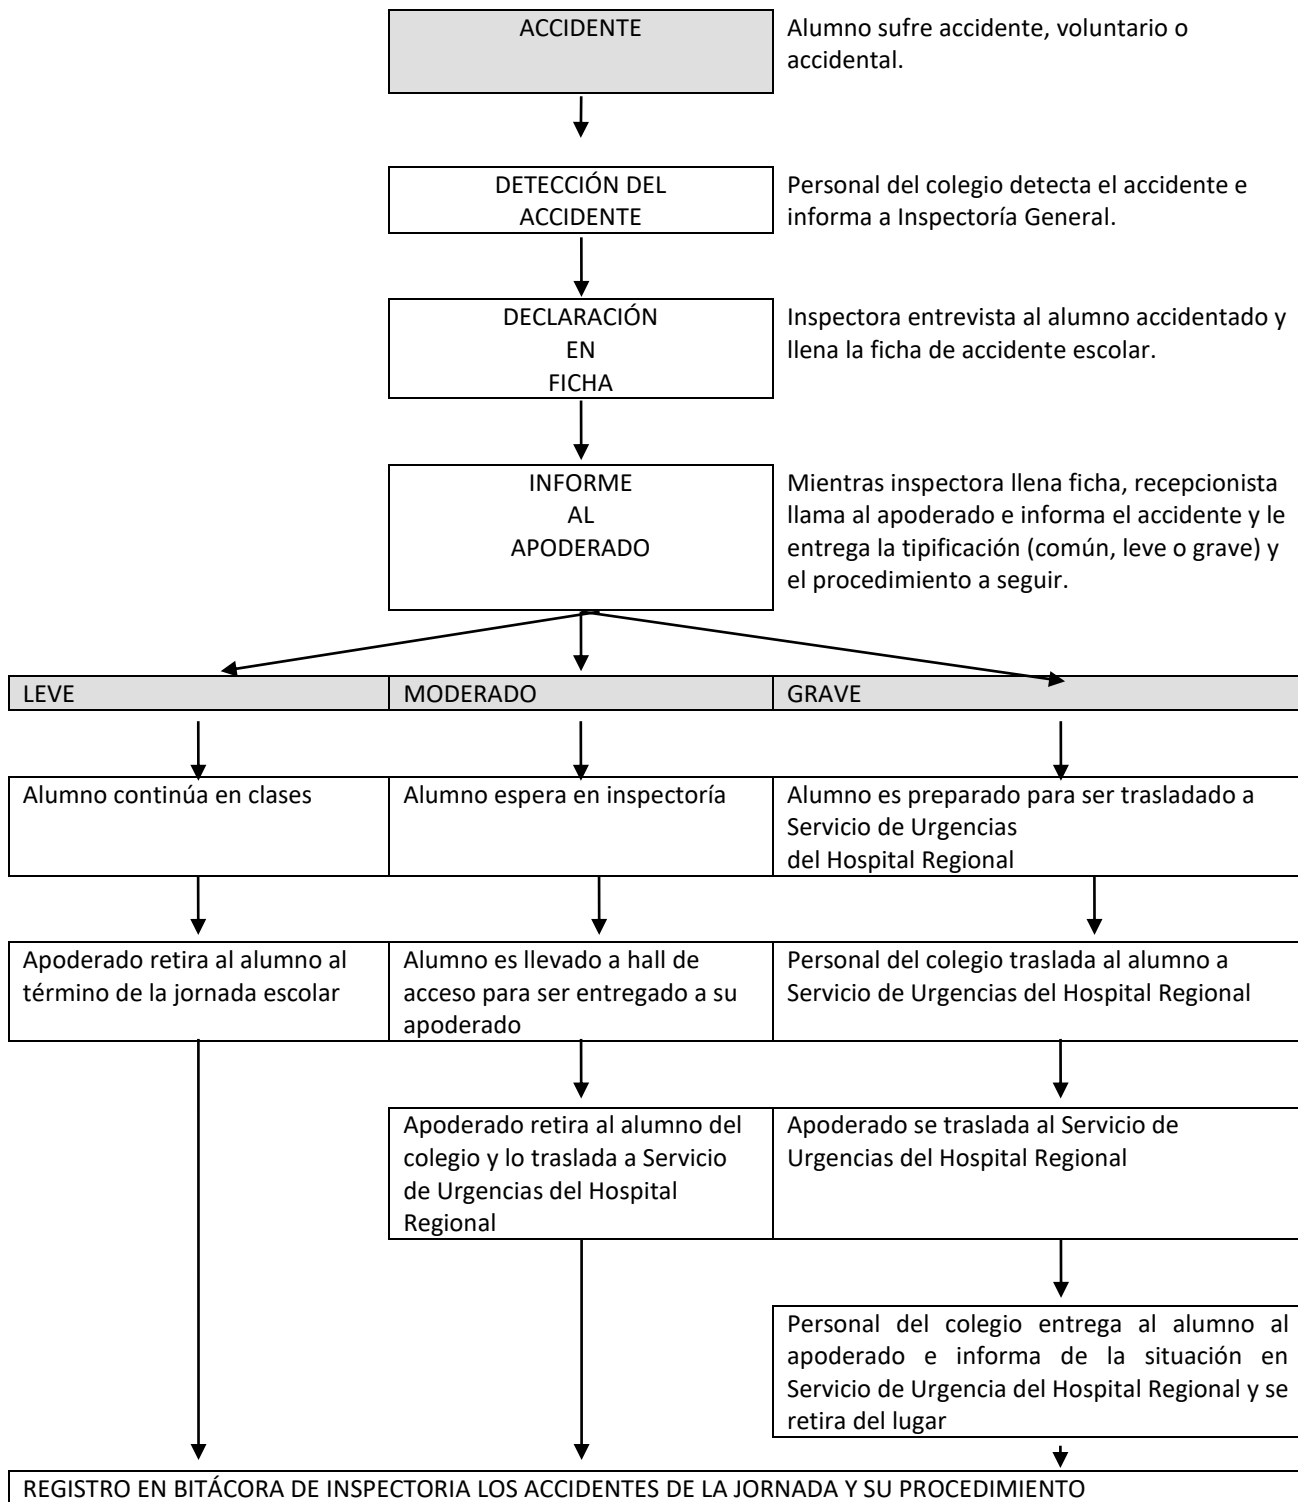 ACCIDENTE
Alumno sufre accidente, voluntario o
accidental.
DETECCIÓN DEL
ACCIDENTE
Personal del colegio detecta el accidente e
informa a Inspectoría General.
DECLARACIÓN
EN
FICHA
Inspectora entrevista al alumno accidentado y
llena la ficha de accidente escolar.
INFORME
AL
APODERADO
Mientras inspectora llena ficha, recepcionista
llama al apoderado e informa el accidente y le
entrega la tipificación (común, leve o grave) y
el procedimiento a seguir.
LEVE
MODERADO
GRAVE
Alumno continúa en clases
Alumno espera en inspectoría
Alumno es preparado para ser trasladado a
Servicio de Urgencias
del Hospital Regional
Apoderado retira al alumno al
término de la jornada escolar
Alumno es llevado a hall de
acceso para ser entregado a su
apoderado
Personal del colegio traslada al alumno a
Servicio de Urgencias del Hospital Regional
Apoderado retira al alumno del
colegio y lo traslada a Servicio
de Urgencias del Hospital
Regional
Apoderado se traslada al Servicio de
Urgencias del Hospital Regional
Personal del colegio entrega al alumno al
apoderado e informa de la situación en
Servicio de Urgencia del Hospital Regional y se
retira del lugar
REGISTRO EN BITÁCORA DE INSPECTORIA LOS ACCIDENTES DE LA JORNADA Y SU PROCEDIMIENTO